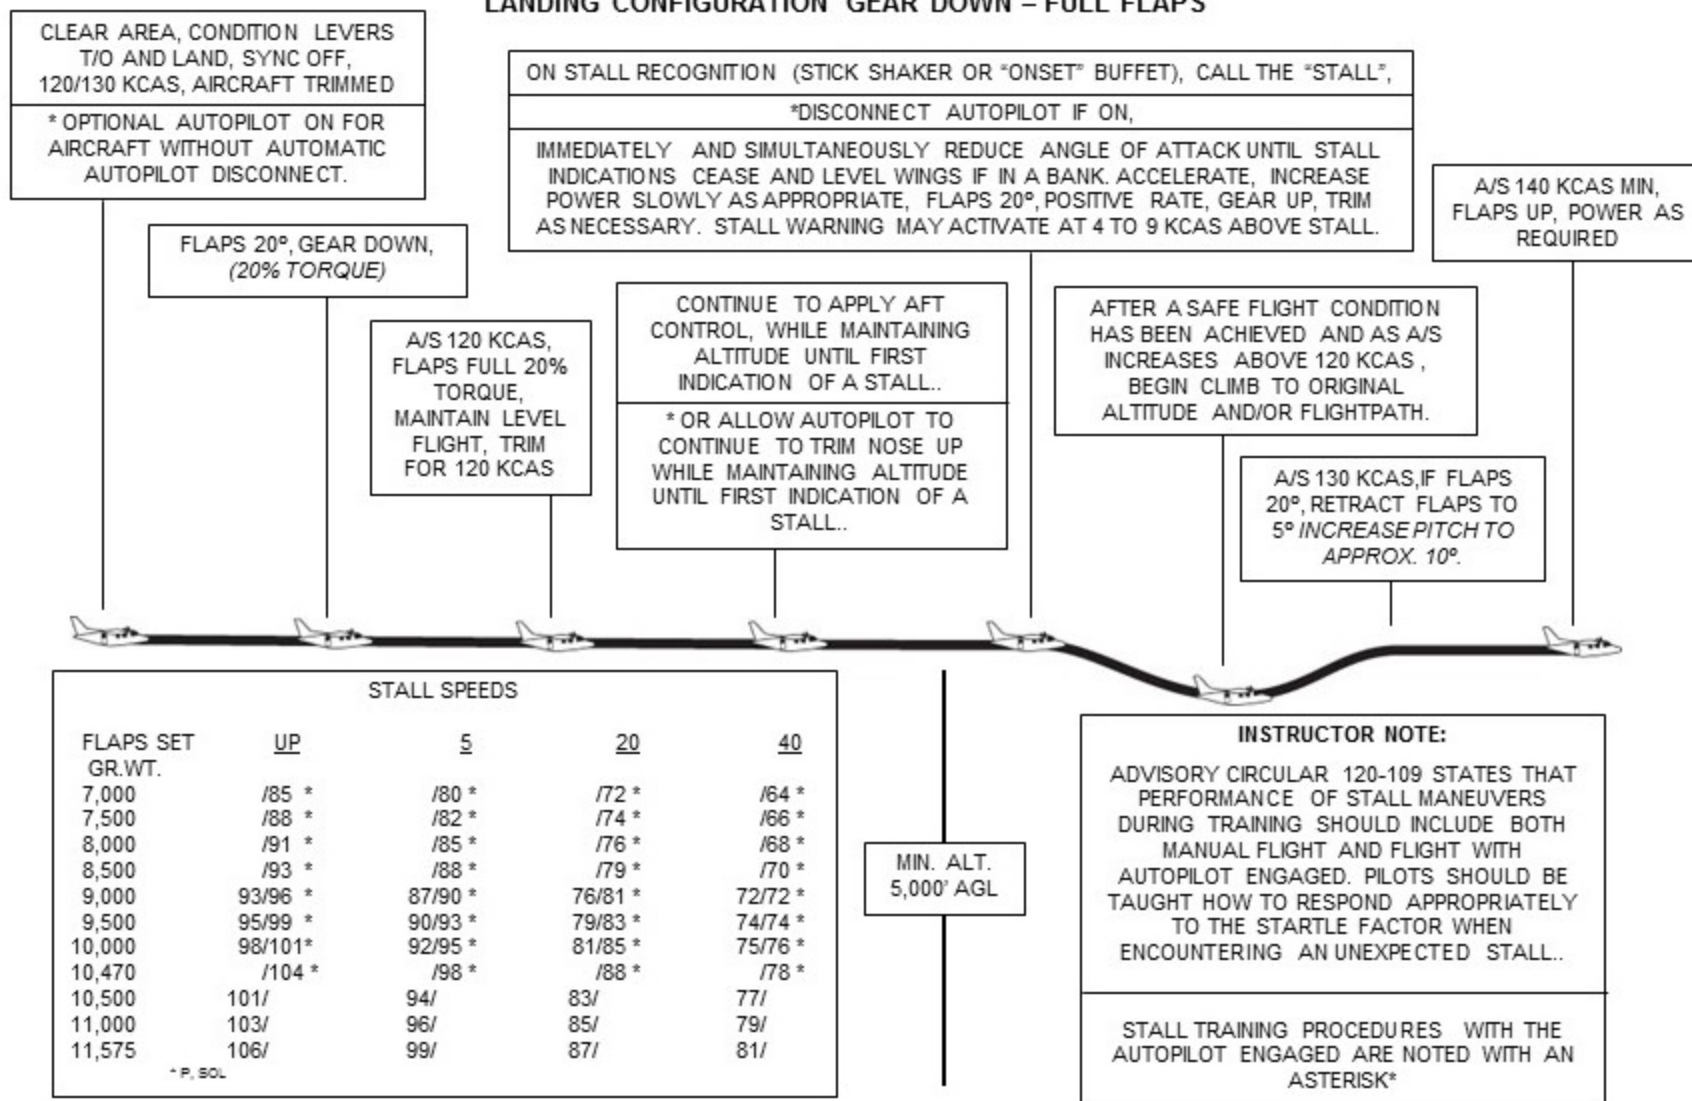 LANDING CONFIGURATION GEAR DOWN – FULL FLAPS
CLEAR AREA, CONDITION LEVERS
T/O AND LAND, SYNC OFF,
120/130 KCAS, AIRCRAFT TRIMMED
* OPTIONAL AUTOPILOT ON FOR
AIRCRAFT WITHOUT AUTOMATIC
AUTOPILOT DISCONNECT.
FLAPS 20º, GEAR DOWN,
(20% TORQUE)
A/S 120 KCAS,
FLAPS FULL 20%
TORQUE,
MAINTAIN LEVEL
FLIGHT, TRIM
FOR 120 KCAS
ON STALL RECOGNITION (STICK SHAKER OR "ONSET" BUFFET), CALL THE “STALL”,
*DISCONNECT AUTOPILOT IF ON,
IMMEDIATELY AND SIMULTANEOUSLY REDUCE ANGLE OF ATTACK UNTIL STALL
INDICATIONS CEASE AND LEVEL WINGS IF IN A BANK. ACCELERATE, INCREASE
POWER SLOWLY AS APPROPRIATE, FLAPS 20º, POSITIVE RATE, GEAR UP, TRIM
AS NECESSARY. STALL WARNING MAY ACTIVATE AT 4 TO 9 KCAS ABOVE STALL.
CONTINUE TO APPLY AFT
CONTROL, WHILE MAINTAINING
ALTITUDE UNTIL FIRST
INDICATION OF A STALL..
* OR ALLOW AUTOPILOT TO
CONTINUE TO TRIM NOSE UP
WHILE MAINTAINING ALTITUDE
UNTIL FIRST INDICATION OF A
STALL..
AFTER A SAFE FLIGHT CONDITION
HAS BEEN ACHIEVED AND AS A/S
INCREASES ABOVE 120 KCAS ,
BEGIN CLIMB TO ORIGINAL
ALTITUDE AND/OR FLIGHTPATH.
A/S 130 KCAS,IF FLAPS
20º, RETRACT FLAPS TO
5º INCREASE PITCH TO
APPROX. 10º.
A/S 140 KCAS MIN,
FLAPS UP, POWER AS
REQUIRED
STALL SPEEDS
FLAPS SET UP 5 20 40
GR.WT.
7,000 /85 * /80 * /72 * /64 *
7,500 /88 * /82 * /74 * /66 *
8,000 /91 * /85 * /76 * /68 *
8,500 /93 * /88 * /79 * /70 *
9,000 93/96 * 87/90 * 76/81 * 72/72 *
9,500 95/99 * 90/93 * 79/83 * 74/74 *
10,000 98/101* 92/95 * 81/85 * 75/76 *
10,470 /104 * /98 * /88 * /78 *
10,500 101/ 94/ 83/ 77/
11,000 103/ 96/ 85/ 79/
11,575 106/ 99/ 87/ 81/
* P, SOL
MIN. ALT.
5,000' AGL
INSTRUCTOR NOTE:
ADVISORY CIRCULAR 120-109 STATES THAT
PERFORMANCE OF STALL MANEUVERS
DURING TRAINING SHOULD INCLUDE BOTH
MANUAL FLIGHT AND FLIGHT WITH
AUTOPILOT ENGAGED. PILOTS SHOULD BE
TAUGHT HOW TO RESPOND APPROPRIATELY
TO THE STARTLE FACTOR WHEN
ENCOUNTERING AN UNEXPECTED STALL..
STALL TRAINING PROCEDURES WITH THE
AUTOPILOT ENGAGED ARE NOTED WITH AN
ASTERISK*